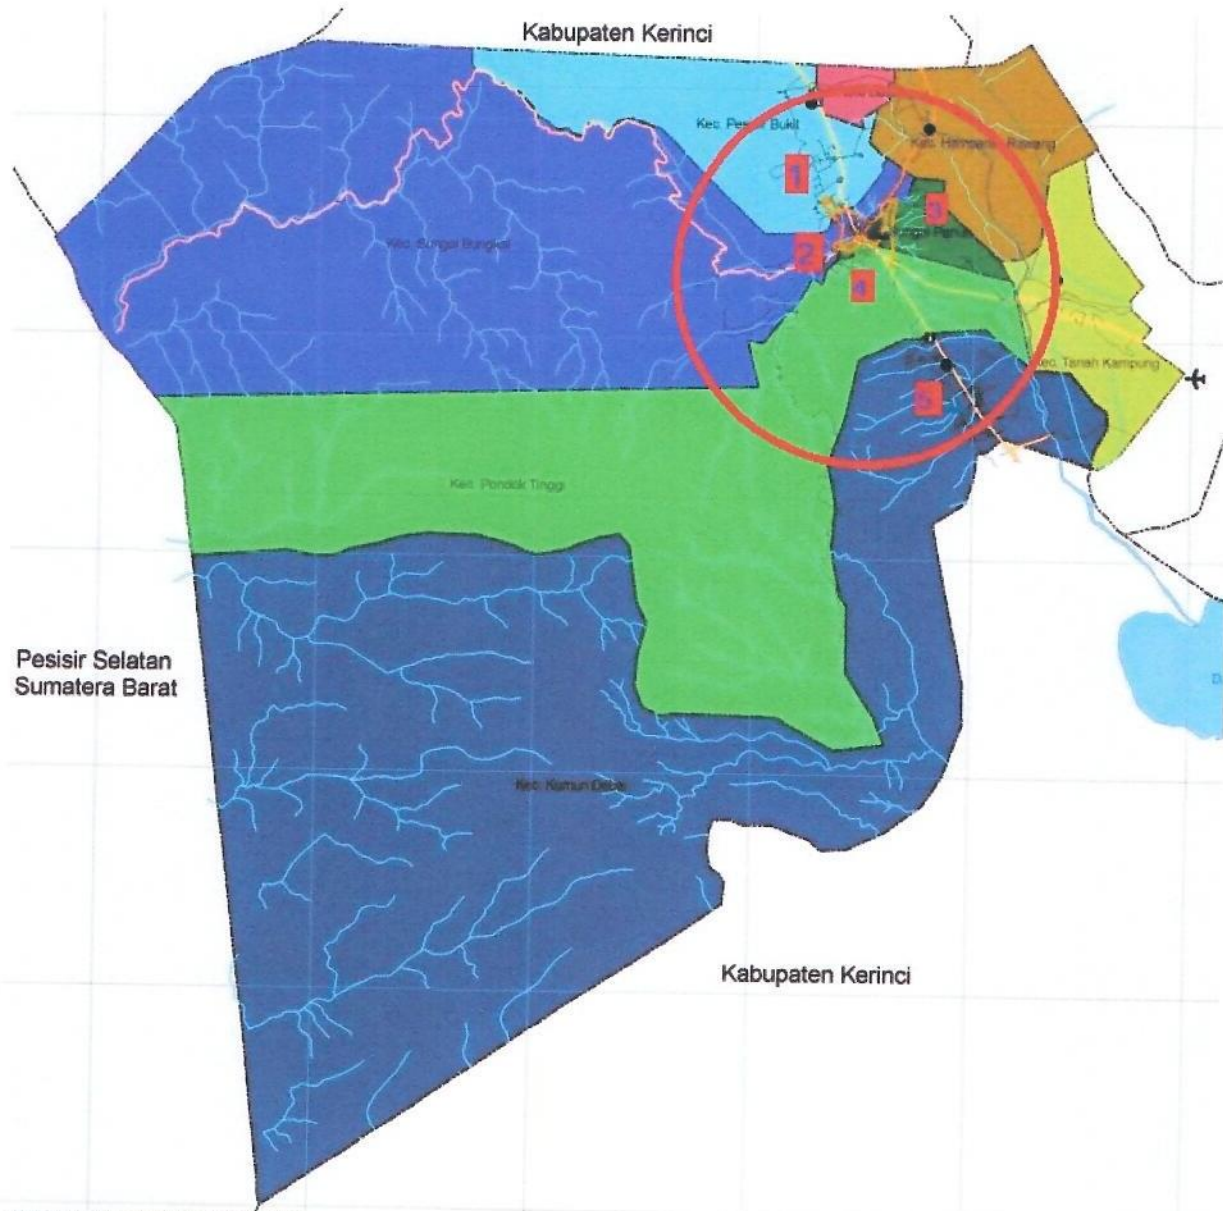 Kabupaten Kerinci
Kec. Pesisir Bukit
Kec. Hamparan Rawang
1
3
Kec. Sungai Bungkal
2
4
Kec. Tanah Kampung
5
Kec. Pondok Tinggi
Pesisir Selatan
Sumatera Barat
Kec. Kumun Debai
Kabupaten Kerinci